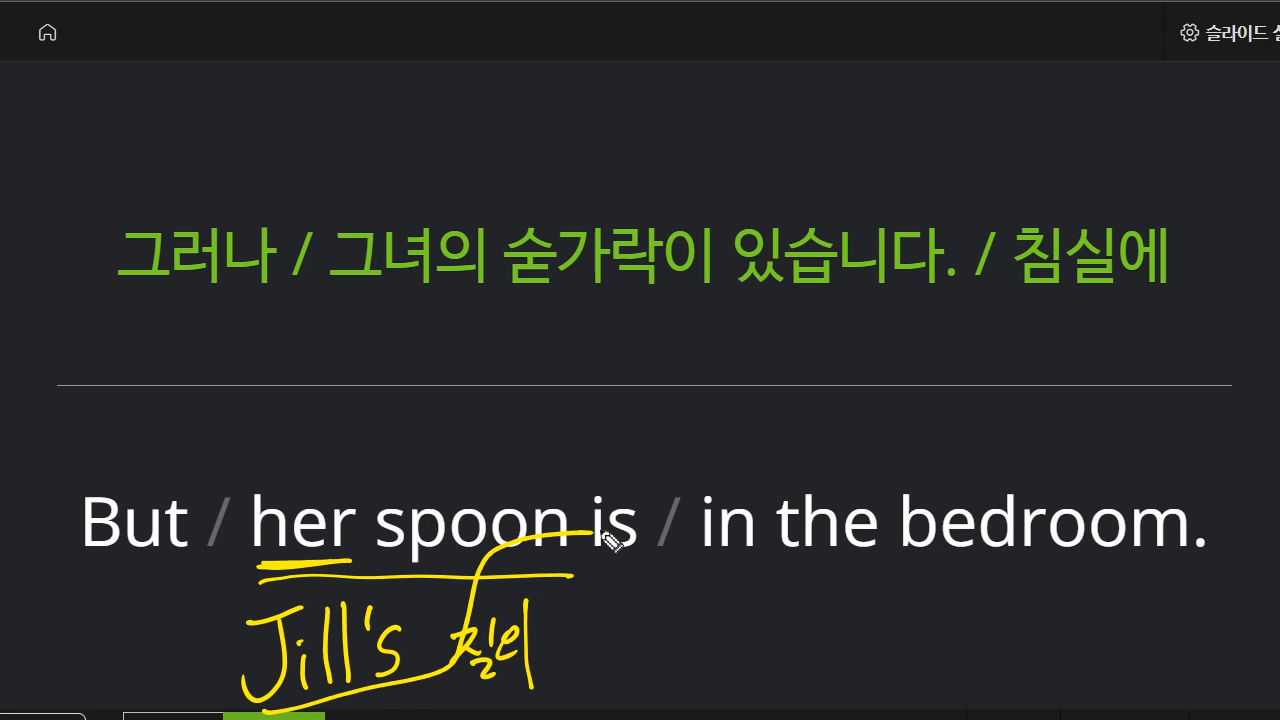 슬라이드
그러나 / 그녀의 숟가락이 있습니다. / 침실에
But / her spoon is / in the bedroom.
Jill's 질의